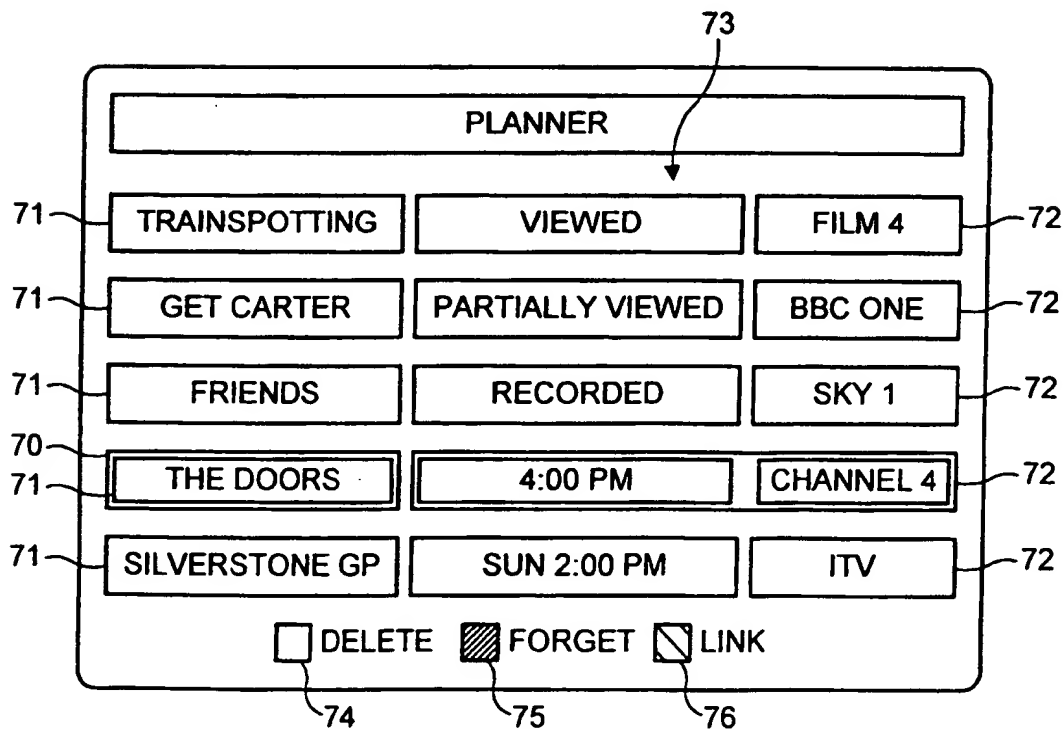 73
PLANNER
71 TRAINSPOTTING VIEWED FILM 4 72
71 GET CARTER PARTIALLY VIEWED BBC ONE 72
71 FRIENDS RECORDED SKY 1 72
70
71 THE DOORS 4:00 PM CHANNEL 4 72
71 SILVERSTONE GP SUN 2:00 PM ITV 72
DELETE FORGET LINK
74 75 76